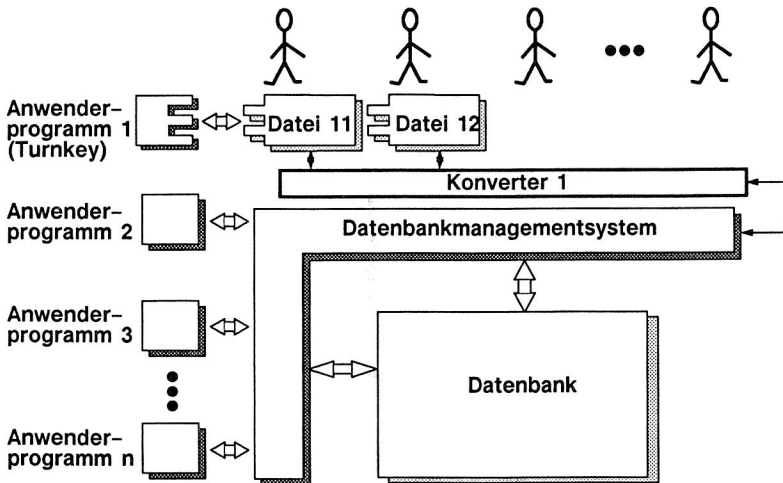 Anwender-
programm 1
(Turnkey)
Datei 11
Datei 12
Konverter 1
Anwender-
programm 2
Datenbankmanagementsystem
Anwender-
programm 3
Datenbank
Anwender-
programm n